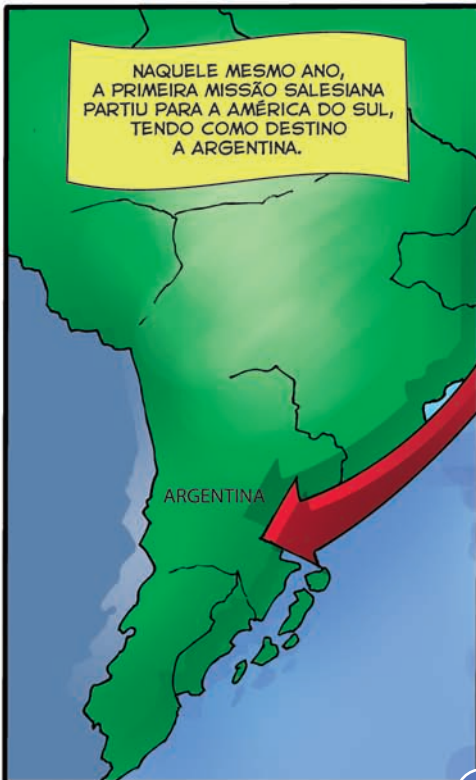 NAQUELE MESMO ANO,
A PRIMEIRA MISSÃO SALESIANA
PARTIU PARA A AMÉRICA DO SUL,
TENDO COMO DESTINO
A ARGENTINA.
ARGENTINA